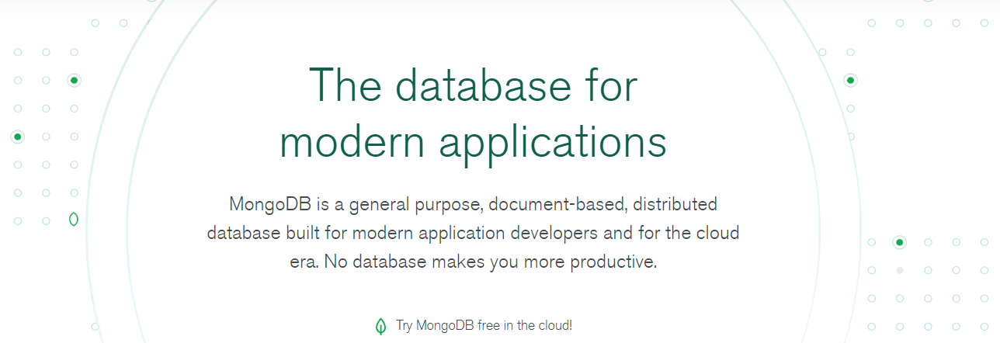 The database for
modern applications
MongoDB is a general purpose, document-based, distributed
database built for modern application developers and for the cloud
era. No database makes you more productive.
Try MongoDB free in the cloud!